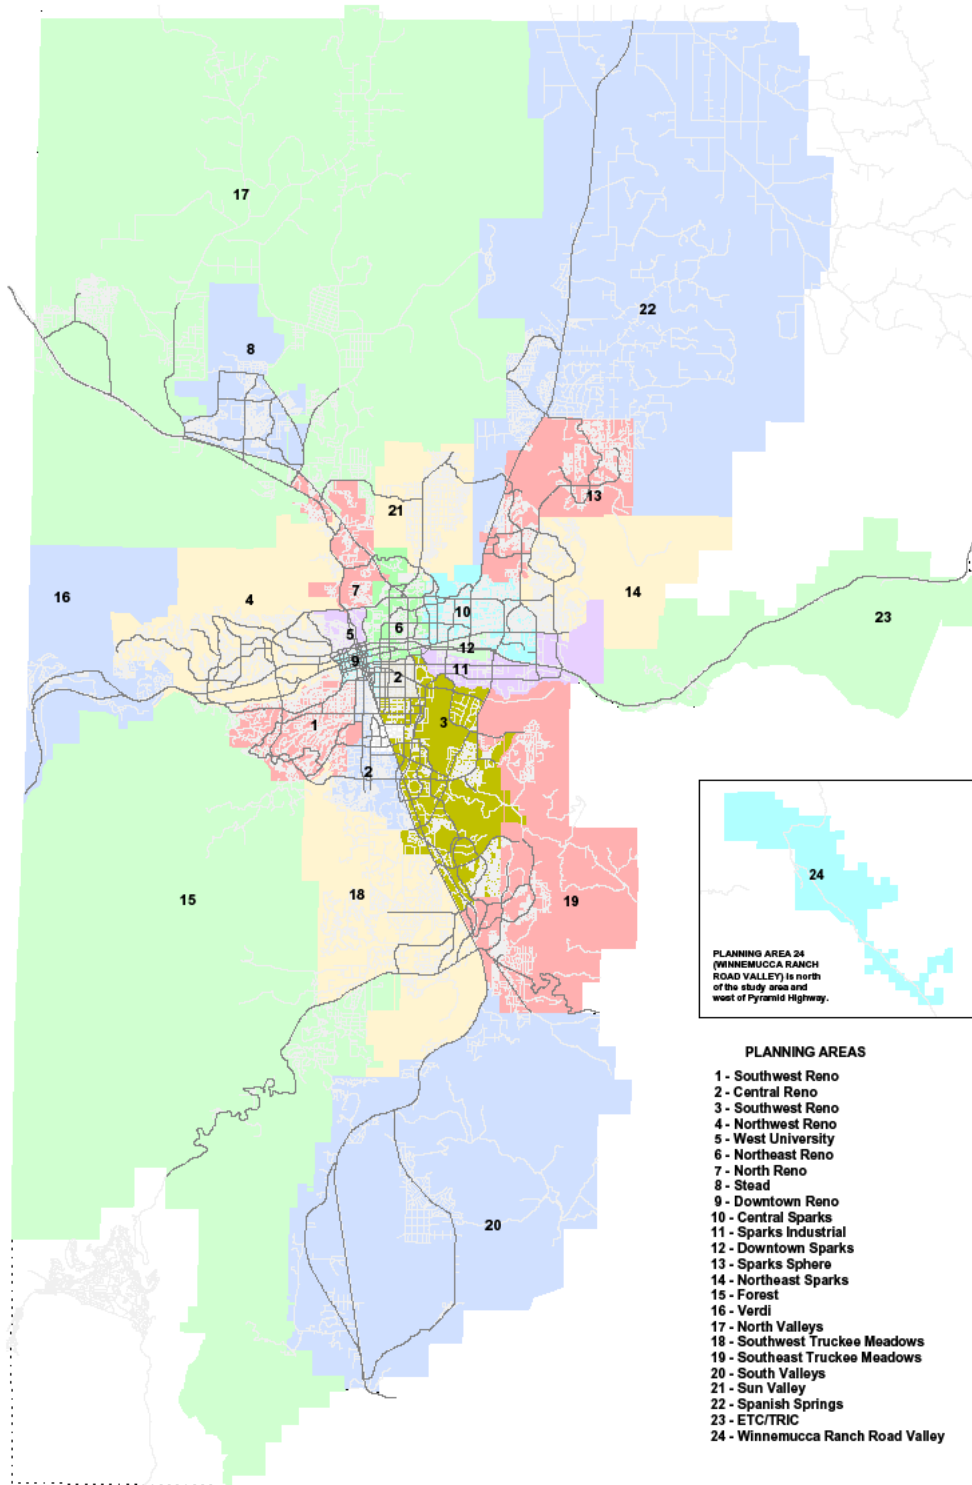 17
22
8
13
21
16
4
7
14
10
23
5
6
12
9
11
2
3
1
2
24
15
18
19
PLANNING AREA 24
(WINNEMUCCA RANCH
ROAD VALLEY) is north
of the study area and
west of Pyramid Highway.
20
PLANNING AREAS
1 - Southwest Reno
2 - Central Reno
3 - Southwest Reno
4 - Northwest Reno
5 - West University
6 - Northeast Reno
7 - North Reno
8 - Stead
9 - Downtown Reno
10 - Central Sparks
11 - Sparks Industrial
12 - Downtown Sparks
13 - Sparks Sphere
14 - Northeast Sparks
15 - Forest
16 - Verdi
17 - North Valleys
18 - Southwest Truckee Meadows
19 - Southeast Truckee Meadows
20 - South Valleys
21 - Sun Valley
22 - Spanish Springs
23 - ETC/TRIC
24 - Winnemucca Ranch Road Valley